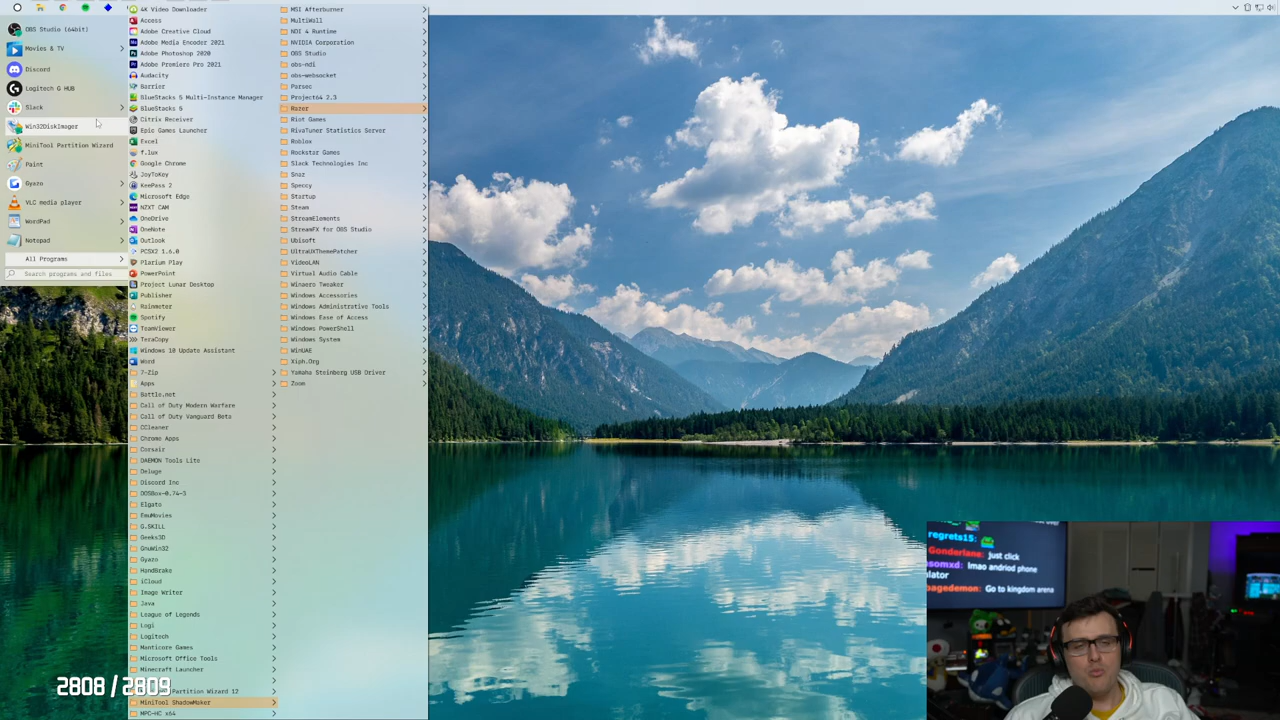 OBS Studio (64bit)
Movies & TV
Discord
Logitech G HUB
Slack
Win32DiskImager
MiniTool Partition Wizard
Paint
Gyazo
VLC media player
WordPad
Notepad
All Programs
Search programs and files
4K Video Downloader
Access
Adobe Creative Cloud
Adobe Media Encoder 2021
Adobe Photoshop 2020
Adobe Premiere Pro 2021
Audacity
Barrier
BlueStacks 5 Multi-Instance Manager
BlueStacks 5
Citrix Receiver
Epic Games Launcher
Excel
f.lux
Google Chrome
JoyToKey
KeePass 2
Microsoft Edge
NZXT CAM
OneDrive
OneNote
Outlook
PCSX2 1.6.0
Plarium Play
PowerPoint
Project Lunar Desktop
Publisher
Rainmeter
Spotify
TeamViewer
TeraCopy
Windows 10 Update Assistant
Word
7-Zip
Apps
Battle.net
Call of Duty Modern Warfare
Call of Duty Vanguard Beta
CCleaner
Chrome Apps
Corsair
DAEMON Tools Lite
Deluge
Discord Inc
DOSBox-0.74-3
Elgato
EmuMovies
G.SKILL
Geeks3D
GnuWin32
Gyazo
HandBrake
iCloud
Image Writer
Java
League of Legends
Logi
Logitech
Manticore Games
Microsoft Office Tools
Minecraft Launcher
Partition Wizard 12
MiniTool ShadowMaker
MPC-HC x64
MSI Afterburner
MultiWall
NDI 4 Runtime
NVIDIA Corporation
OBS Studio
obs-ndi
obs-websocket
Parsec
Project64 2.3
Razer
Riot Games
RivaTuner Statistics Server
Roblox
Rockstar Games
Slack Technologies Inc
Snaz
Speccy
Startup
Steam
StreamElements
StreamFX for OBS Studio
Ubisoft
UltraUXThemePatcher
VideoLAN
Virtual Audio Cable
Winaero Tweaker
Windows Accessories
Windows Administrative Tools
Windows Ease of Access
Windows PowerShell
Windows System
WinUAE
Xiph.Org
Yamaha Steinberg USB Driver
Zoom
2808 / 2809
regrets15:
Gonderlane: just click
somxd: lmao andriod phone
lator
pagedemon: Go to kingdom arena